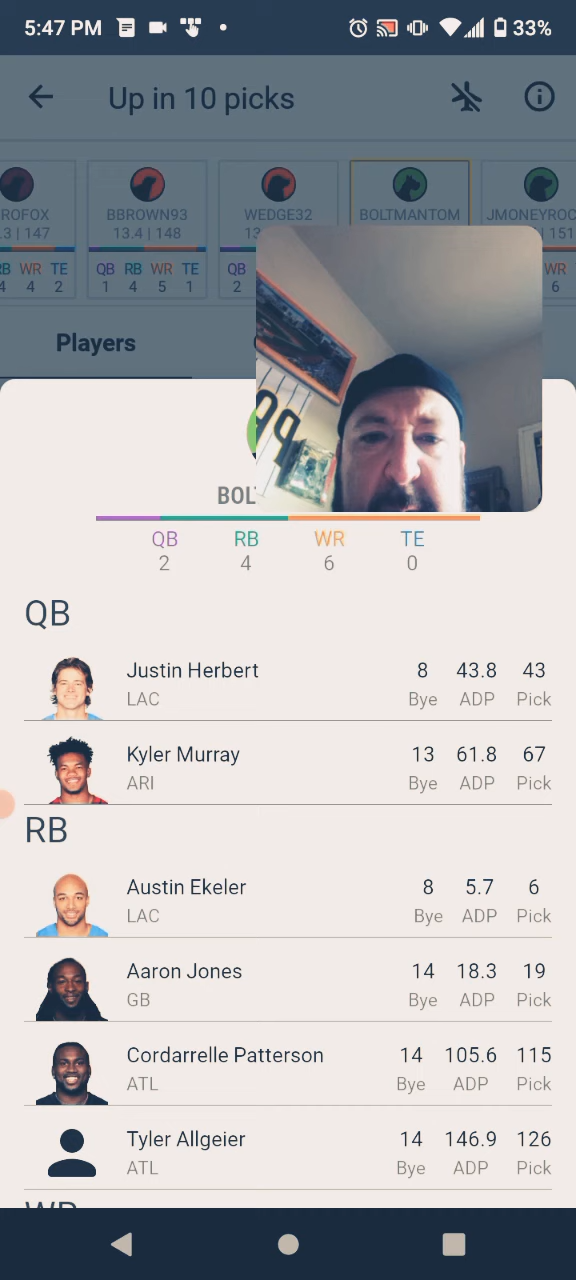 5:47 PM 33%
Up in 10 picks
ROFOX BBROWN93 WEDGE32 BOLTMANTOM JMONEYROC
.3 | 147 13.4 | 148 13 | 151
RB WR TE QB RB WR TE QB WR
4 4 2 1 4 5 1 2 6
Players
BOL
QB RB WR TE
2 4 6 0
QB
Justin Herbert 8 43.8 43
LAC Bye ADP Pick
Kyler Murray 13 61.8 67
ARI Bye ADP Pick
RB
Austin Ekeler 8 5.7 6
LAC Bye ADP Pick
Aaron Jones 14 18.3 19
GB Bye ADP Pick
Cordarrelle Patterson 14 105.6 115
ATL Bye ADP Pick
Tyler Allgeier 14 146.9 126
ATL Bye ADP Pick
WR